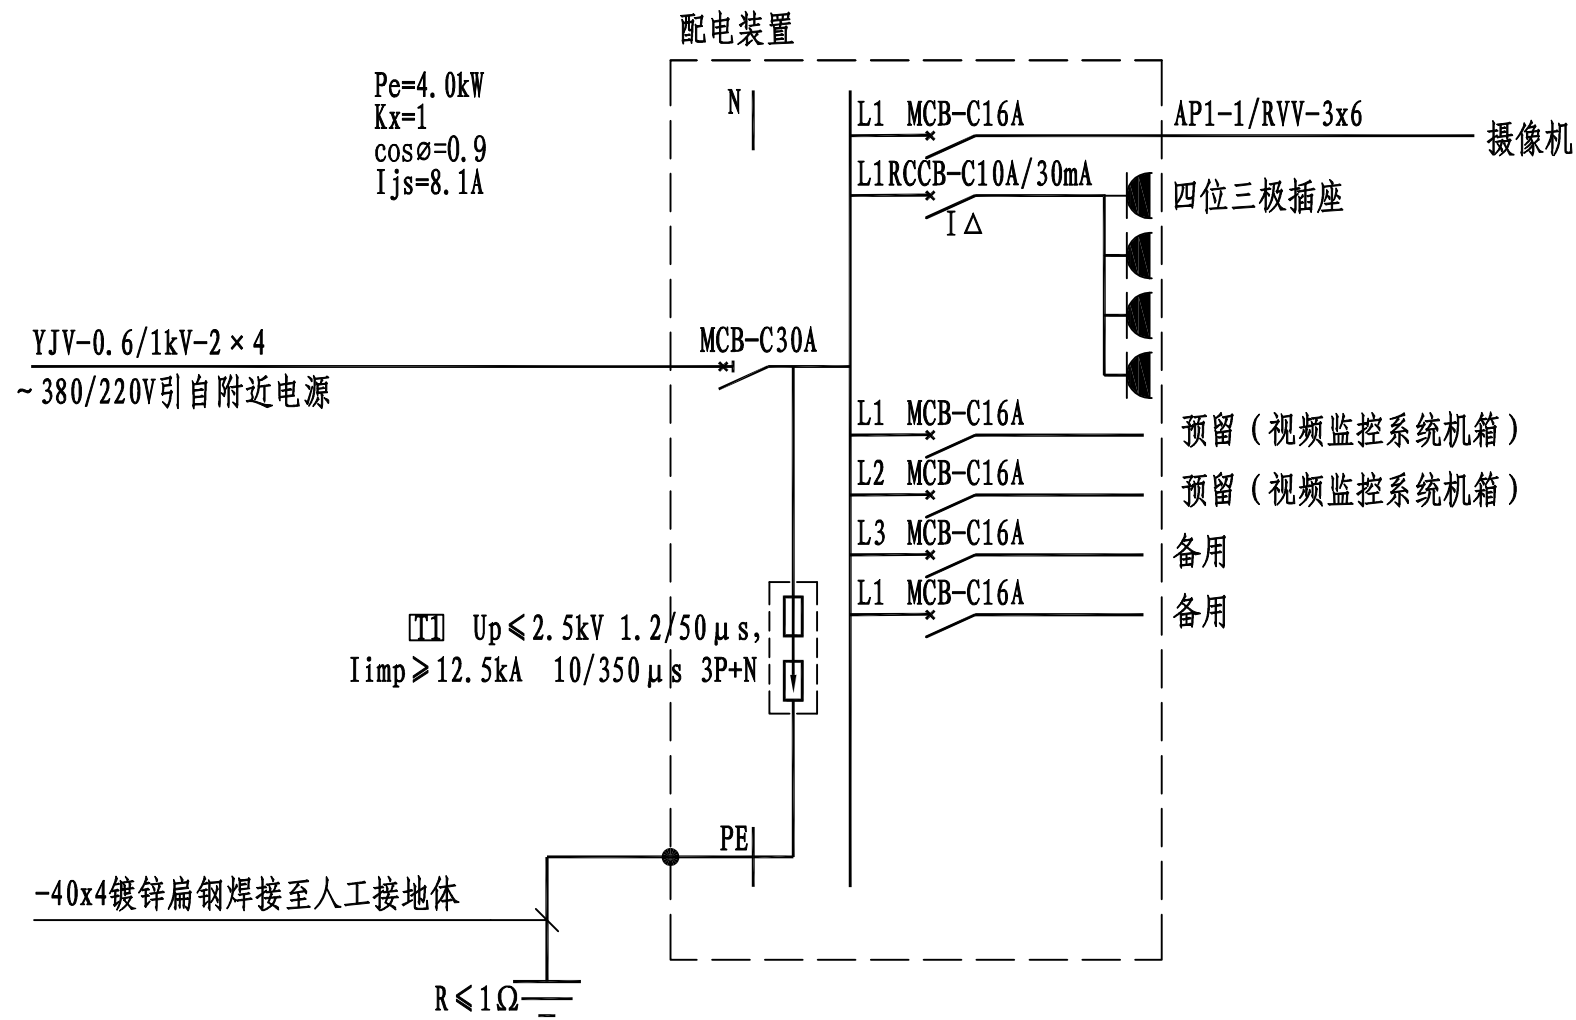 配电装置
Pe=4.0kW
Kx=1
cosø=0.9
Ijs=8.1A
N
L1 MCB-C16A
AP1-1/RVV-3x6
摄像机
L1RCCB-C10A/30mA
I△
四位三极插座
YJV-0.6/1kV-2×4
~380/220V引自附近电源
MCB-C30A
L1 MCB-C16A
预留(视频监控系统机箱)
L2 MCB-C16A
预留(视频监控系统机箱)
L3 MCB-C16A
备用
L1 MCB-C16A
备用
T1 Up≤2.5kV 1.2/50μs,
Iimp≥12.5kA 10/350μs 3P+N
PE
-40x4镀锌扁钢焊接至人工接地体
R≤1Ω